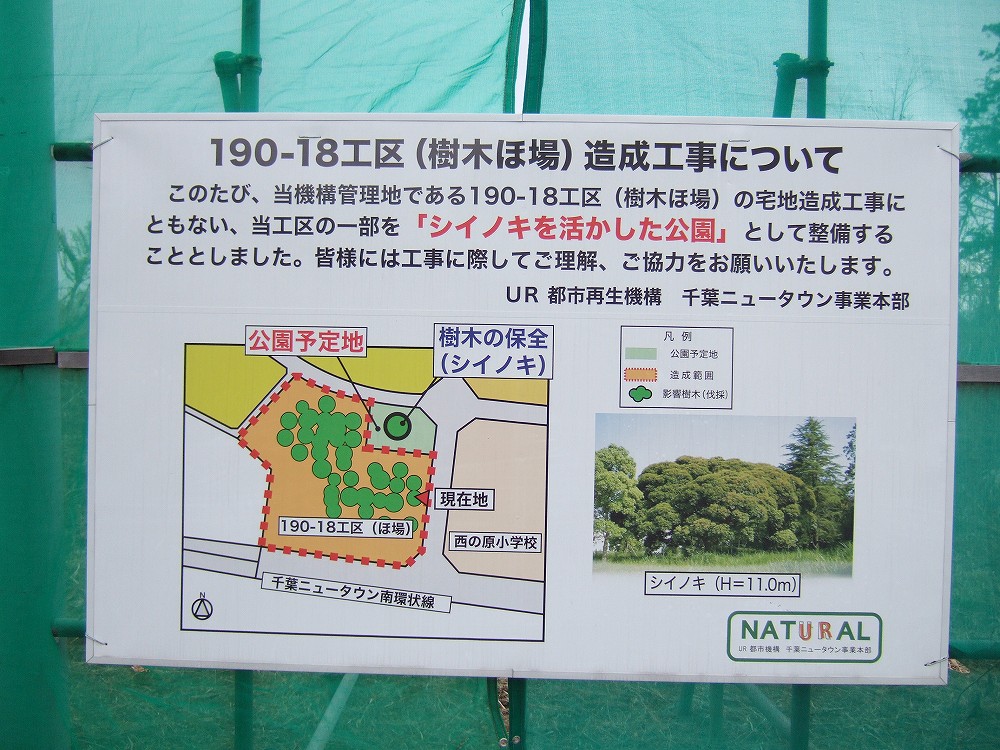 190-18工区（樹木ほ場）造成工事について
このたび、当機構管理地である190-18工区（樹木ほ場）の宅地造成工事に
ともない、当工区の一部を「シイノキを活かした公園」として整備する
こととしました。皆様には工事に際してご理解、ご協力をお願いいたします。
UR 都市再生機構　千葉ニュータウン事業本部
公園予定地
樹木の保全
（シイノキ）
凡 例
公園予定地
造成範囲
影響樹木（伐採）
現在地
190-18工区（ほ場）
西の原小学校
千葉ニュータウン南環状線
N
シイノキ（H＝11.0m）
NATURAL
UR 都市機構　千葉ニュータウン事業本部